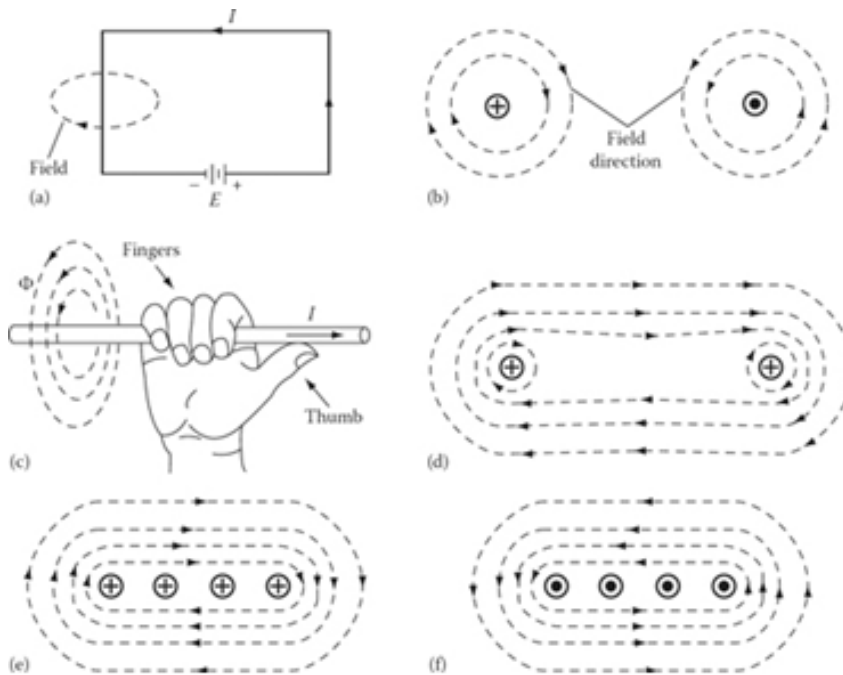 I
Field
− +
E
(a)
Field
direction
(b)
Fingers
Φ
I
Thumb
(c)
(d)
(e)
(f)